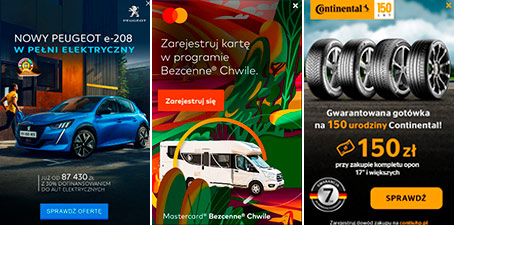 PEUGEOT
NOWY PEUGEOT e-208
W PEŁNI ELEKTRYCZNY
JUŻ OD 87 430 ZŁ
Z 30% DOFINANSOWANIEM
DO AUT ELEKTRYCZNYCH
SPRAWDŹ OFERTĘ
Zarejestruj kartę
w programie
Bezcenne® Chwile.
Zarejestruj się
Mastercard® Bezcenne® Chwile
Continental
150
LAT
Gwarantowana gotówka
na 150 urodziny Continental!
150 zł
przy zakupie kompletu opon
17" i większych
7
SPRAWDŹ
Zarejestruj dowód zakupu na contikihp.pl